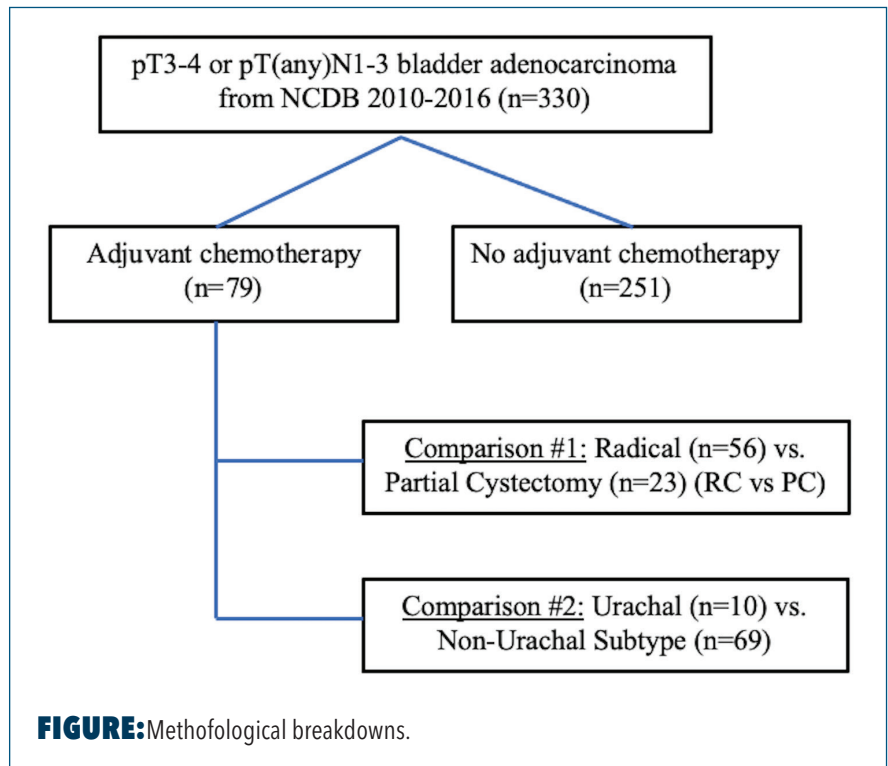 pT3-4 or pT(any)N1-3 bladder adenocarcinoma
from NCDB 2010-2016 (n=330)
Adjuvant chemotherapy
(n=79)
No adjuvant chemotherapy
(n=251)
Comparison #1: Radical (n=56) vs.
Partial Cystectomy (n=23) (RC vs PC)
Comparison #2: Urachal (n=10) vs.
Non-Urachal Subtype (n=69)
FIGURE:Methofological breakdowns.